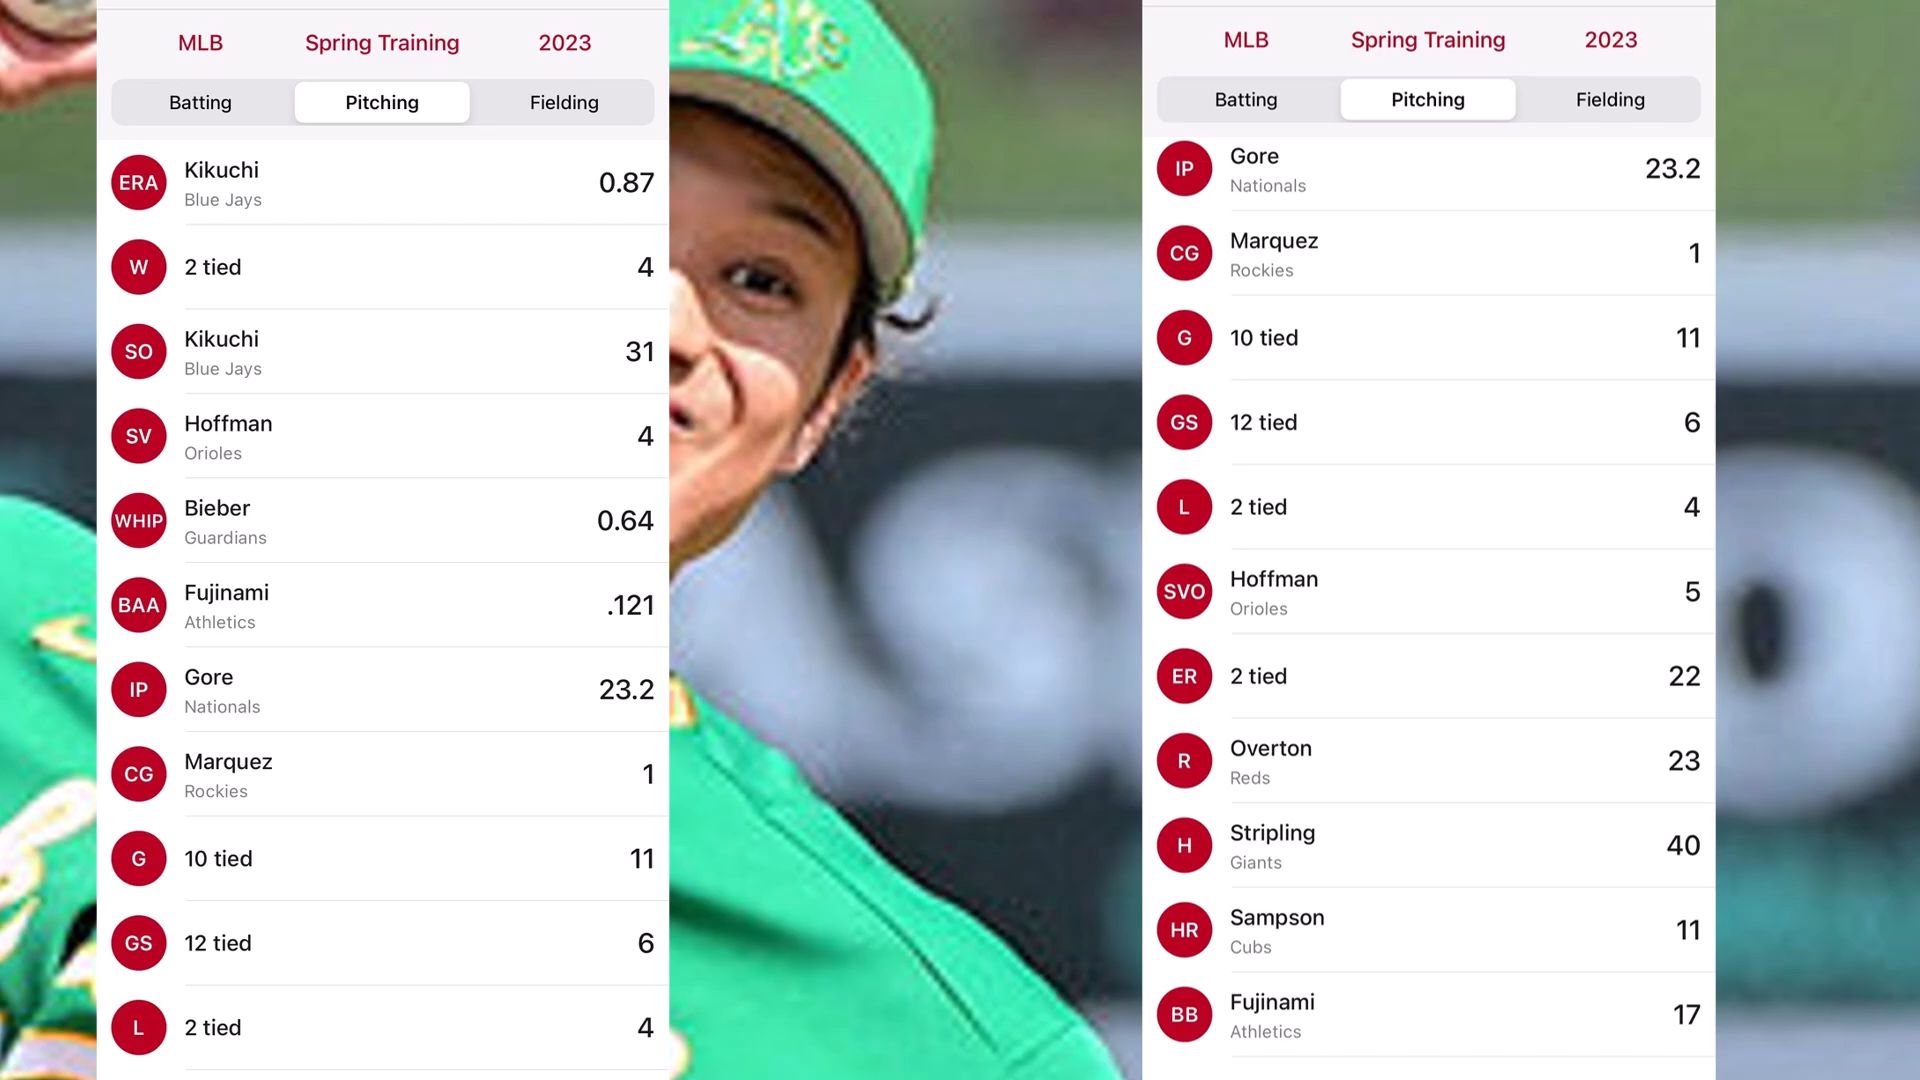 MLB Spring Training 2023
Batting Pitching Fielding
ERA Kikuchi 0.87
Blue Jays
W 2 tied 4
SO Kikuchi 31
Blue Jays
SV Hoffman 4
Orioles
WHIP Bieber 0.64
Guardians
BAA Fujinami .121
Athletics
IP Gore 23.2
Nationals
CG Marquez 1
Rockies
G 10 tied 11
GS 12 tied 6
L 2 tied 4
A's
MLB Spring Training 2023
Batting Pitching Fielding
IP Gore 23.2
Nationals
CG Marquez 1
Rockies
G 10 tied 11
GS 12 tied 6
L 2 tied 4
SVO Hoffman 5
Orioles
ER 2 tied 22
R Overton 23
Reds
H Stripling 40
Giants
HR Sampson 11
Cubs
BB Fujinami 17
Athletics